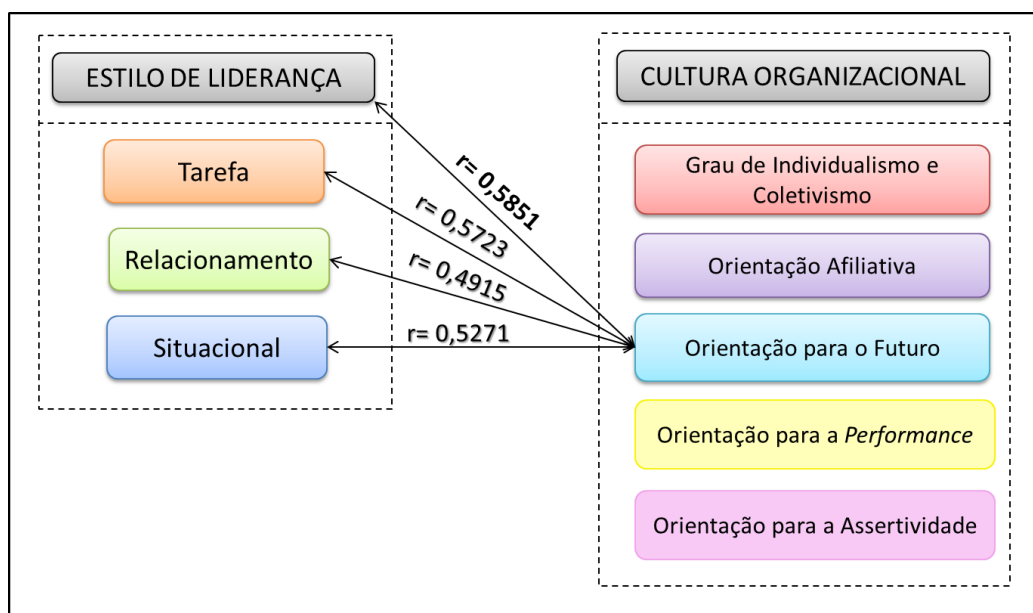 ESTILO DE LIDERANÇA
Tarefa
Relacionamento
Situacional
r= 0,5851
r= 0,5723
r= 0,4915
r= 0,5271
CULTURA ORGANIZACIONAL
Grau de Individualismo e
Coletivismo
Orientação Afiliativa
Orientação para o Futuro
Orientação para a Performance
Orientação para a Assertividade